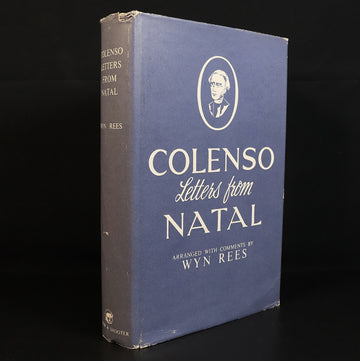 COLENSO
LETTERS
FROM
NATAL
WYN REES
COLENSO
Letters from
NATAL
ARRANGED WITH COMMENTS BY
WYN REES